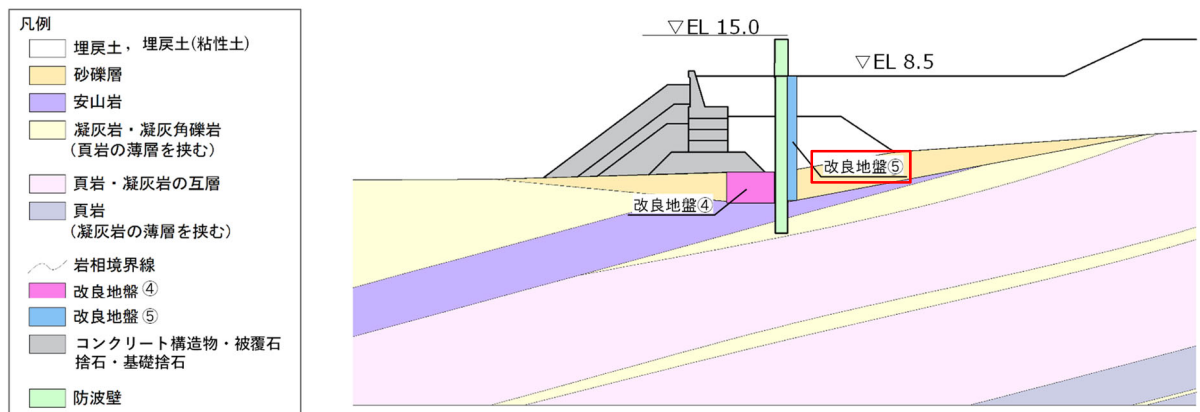 凡例
埋戻土，埋戻土(粘性土)
砂礫層
安山岩
凝灰岩・凝灰角礫岩
(頁岩の薄層を挟む)
頁岩・凝灰岩の互層
頁岩
(凝灰岩の薄層を挟む)
岩相境界線
改良地盤④
改良地盤⑤
コンクリート構造物・被覆石
捨石・基礎捨石
防波壁
▽EL 15.0
▽EL 8.5
改良地盤⑤
改良地盤④